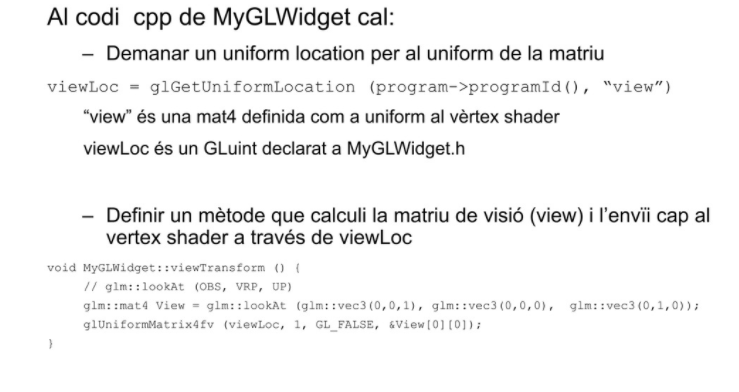 Al codi cpp de MyGLWidget cal:
– Demanar un uniform location per al uniform de la matriu
viewLoc = glGetUniformLocation (program->programId(), “view”)
“view” és una mat4 definida com a uniform al vèrtex shader
viewLoc és un GLuint declarat a MyGLWidget.h
– Definir un mètode que calculi la matriu de visió (view) i l’envïi cap al
vertex shader a través de viewLoc
void MyGLWidget::viewTransform () {
// glm::lookAt (OBS, VRP, UP)
glm::mat4 View = glm::lookAt (glm::vec3(0,0,1), glm::vec3(0,0,0), glm::vec3(0,1,0));
glUniformMatrix4fv (viewLoc, 1, GL_FALSE, &View[0][0]);
}